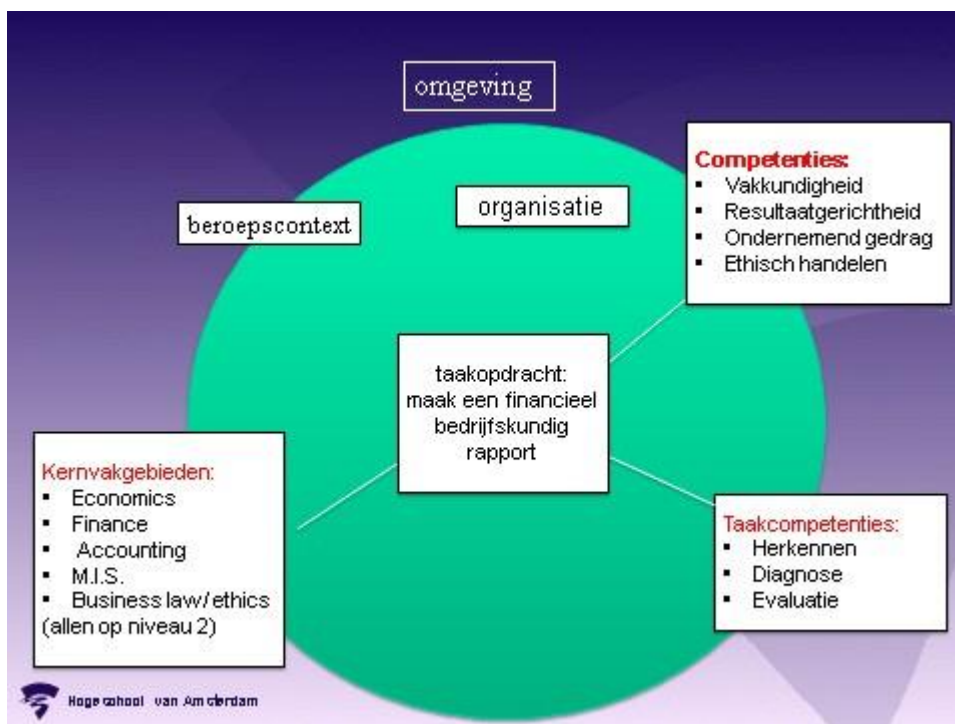 omgeving
beroepscontext
organisatie
Competenties:
▪ Vakkundigheid
▪ Resultaatgerichtheid
▪ Ondernemend gedrag
▪ Ethisch handelen
taakopdracht:
maak een financieel
bedrijfskundig
rapport
Kernvakgebieden:
▪ Economics
▪ Finance
▪ Accounting
▪ M.I.S.
▪ Business law/ethics
(allen op niveau 2)
Taakcompetenties:
▪ Herkennen
▪ Diagnose
▪ Evaluatie
Hogeschool van Amsterdam